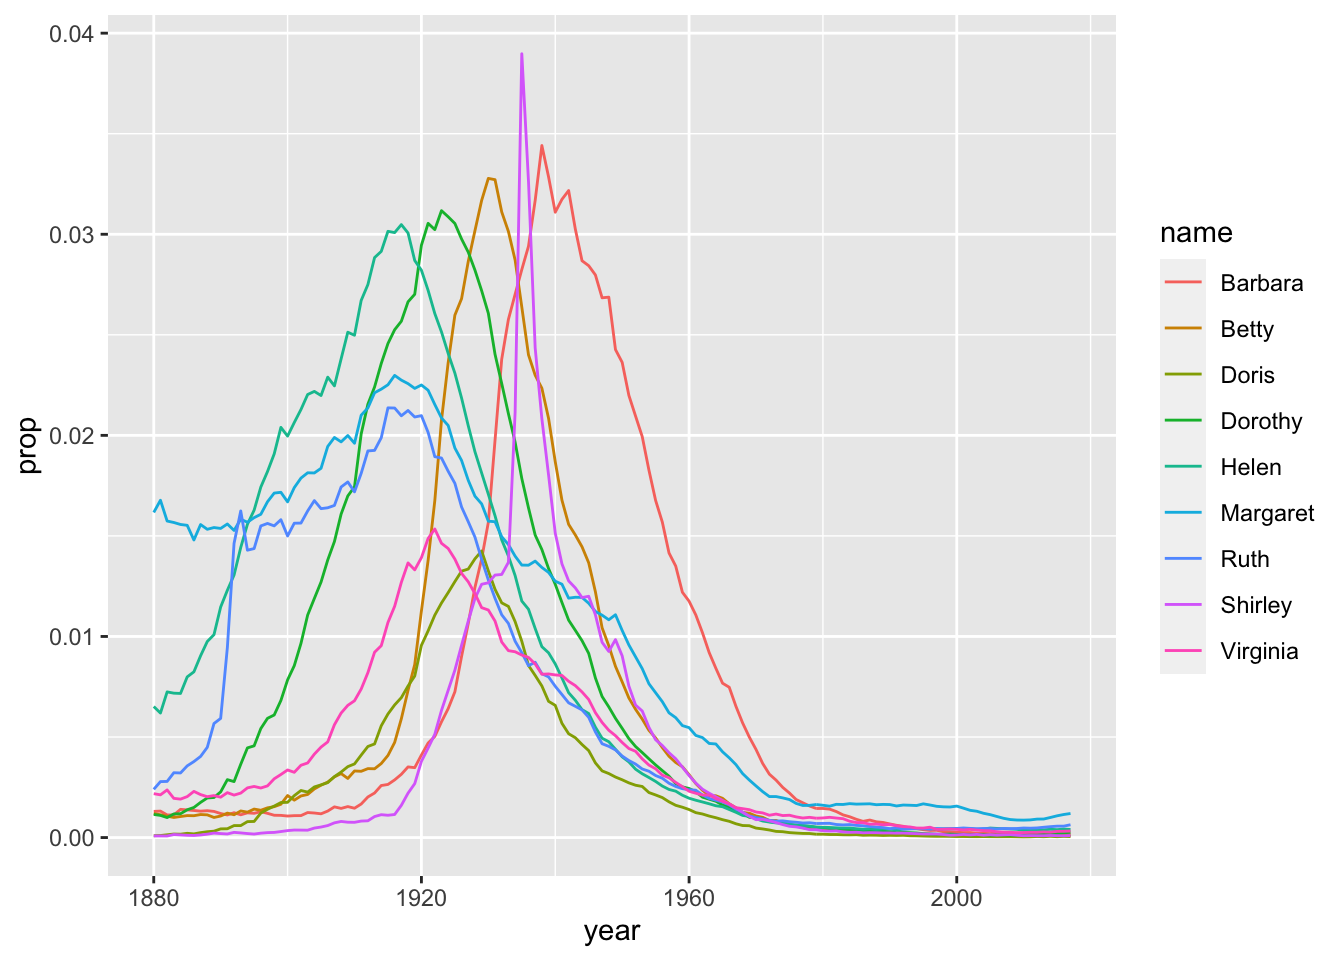 0.04
0.03
0.02
0.01
0.00
prop
1880
1920
1960
2000
year
name
Barbara
Betty
Doris
Dorothy
Helen
Margaret
Ruth
Shirley
Virginia